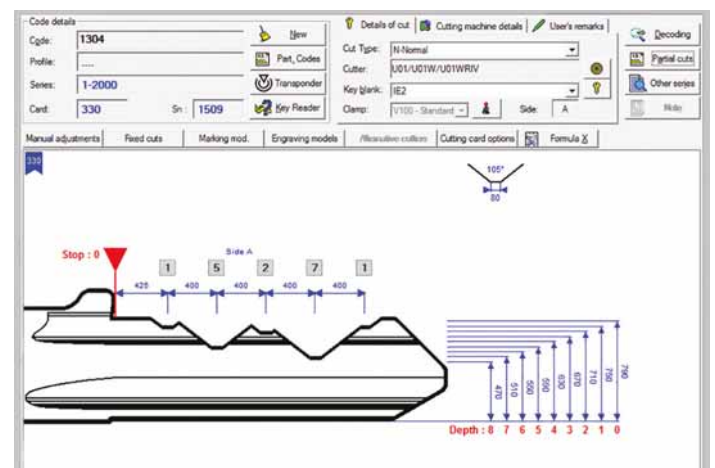 Code details
Code: 1304 New
Profile: .... Part, Codes
Series: 1-2000 Transponder
Card: 330 Sn : 1509 Key Reader
Details of cut Cutting machine details User's remarks
Cut Type: N-Normal
Cutter: U01/U01W/U01WRIV
Key blank: IE2
Clamp: V100 - Standard Side: A
Decoding
Partial cuts
Other series
Note
Manual adjustments Fixed cuts Marking mod. Engraving models Alternative cutters Cutting card options Formula X
330
105°
80
Stop : 0
Side A
1 5 2 7 1
425 400 400 400 400
470 510 550 550 630 670 710 750 790
Depth : 8 7 6 5 4 3 2 1 0